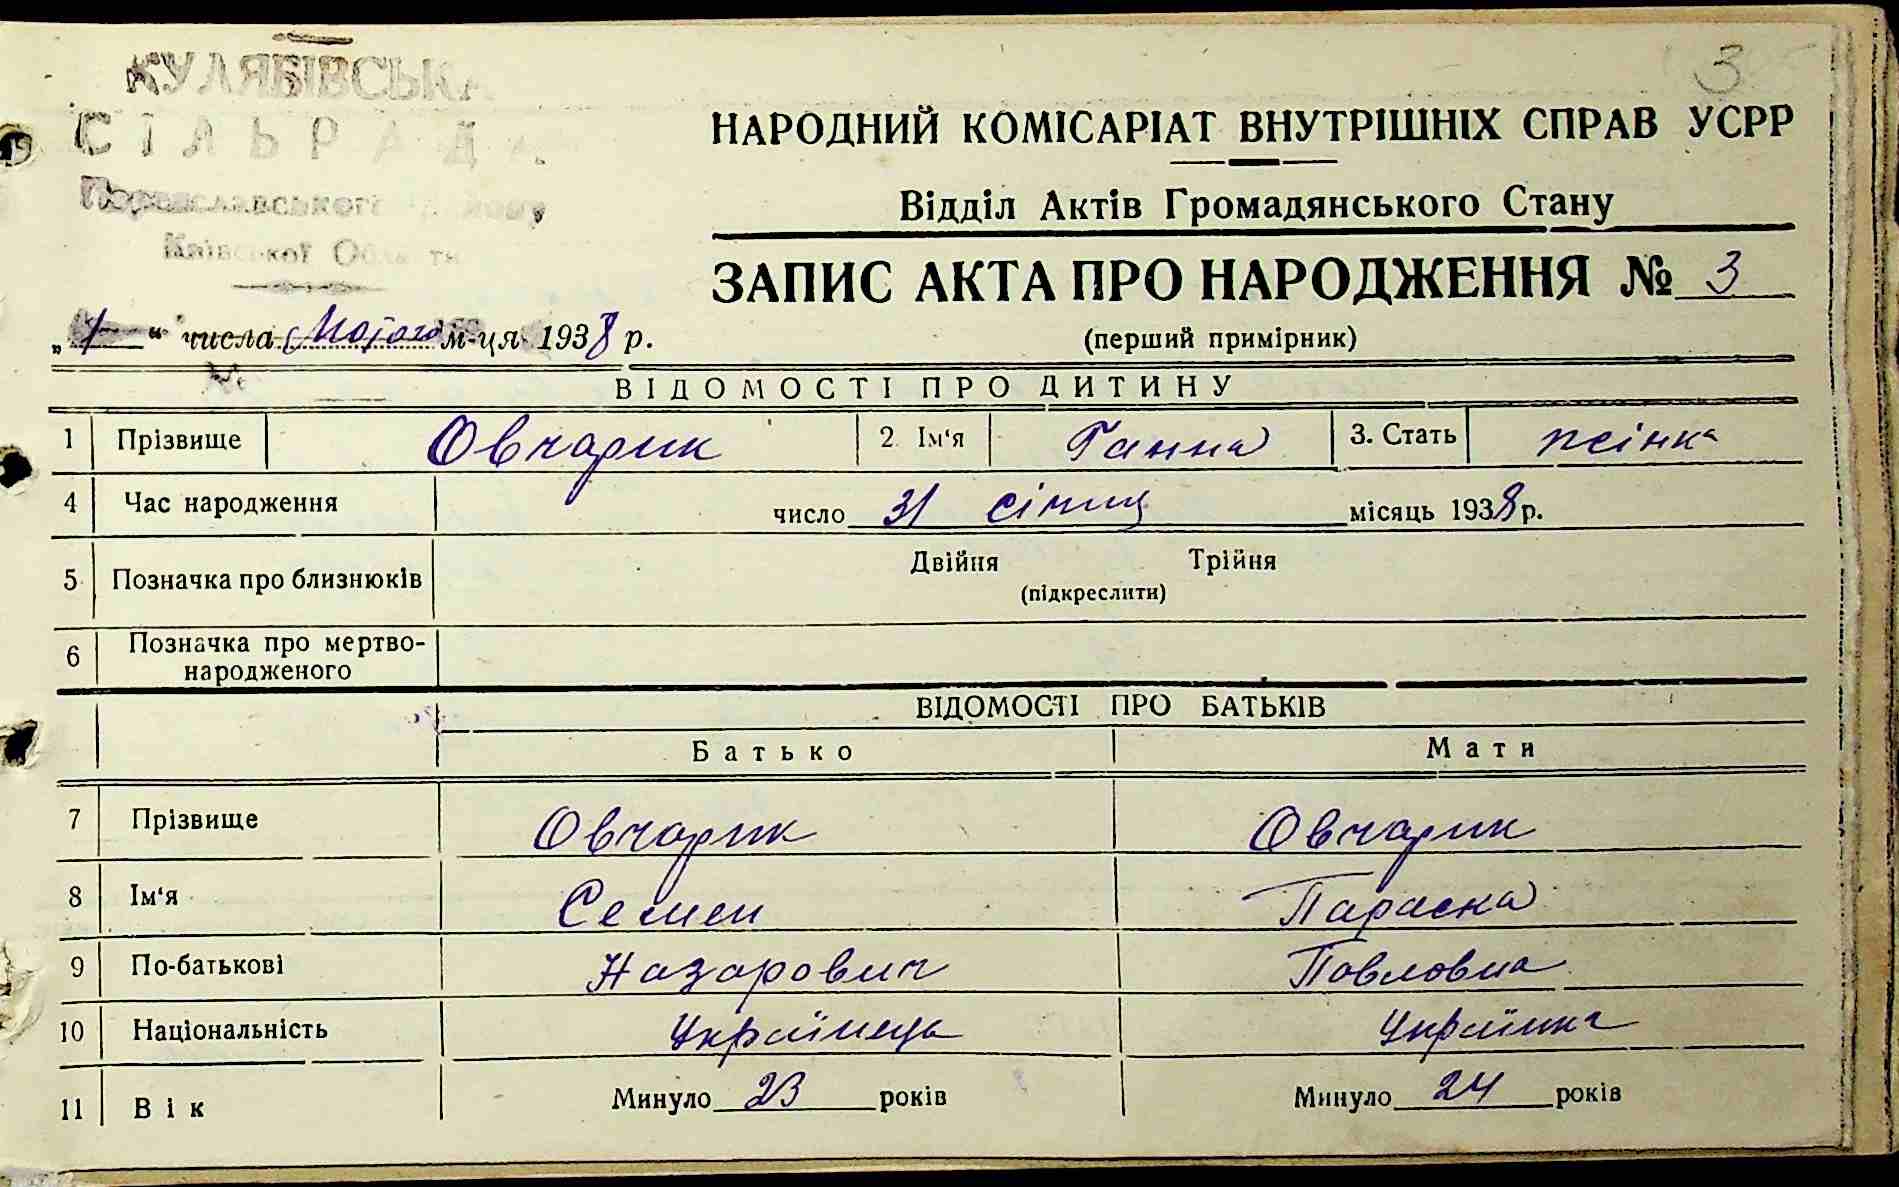 3
КУЛЯБІВСЬКА
СІЛЬРАДА
Переяславського району
Київської Области
НАРОДНИЙ КОМІСАРІАТ ВНУТРІШНІХ СПРАВ УСРР
Відділ Актів Громадянського Стану
ЗАПИС АКТА ПРО НАРОДЖЕННЯ № 3
(перший примірник)
„1“ числа Лютого м-ця 1938 р.
ВІДОМОСТІ ПРО ДИТИНУ
1 Прізвище Овчарик 2. Ім'я Ганна 3. Стать жінка
4 Час народження число 31 січня місяць 1938 р.
5 Позначка про близнюків Двійня Трійня
(підкреслити)
6 Позначка про мертво-
народженого
ВІДОМОСТІ ПРО БАТЬКІВ
Батько Мати
7 Прізвище Овчарик Овчарик
8 Ім'я Семен Параска
9 По-батькові Назарович Павловна
10 Національність Українець Українка
11 Вік Минуло 23 років Минуло 24 років